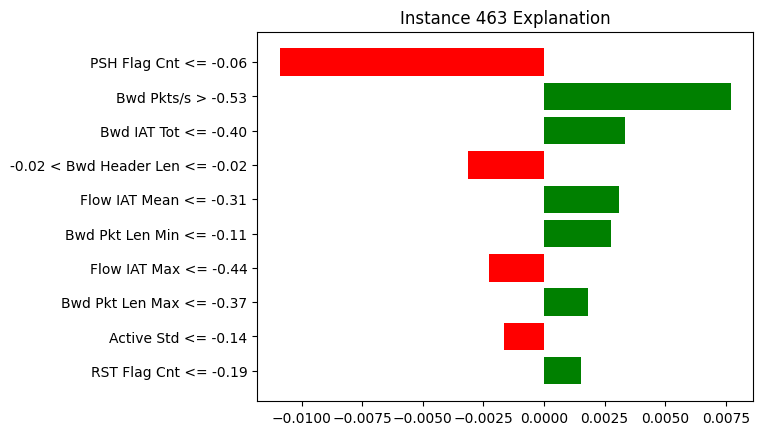 Instance 463 Explanation
PSH Flag Cnt <= -0.06
Bwd Pkts/s > -0.53
Bwd IAT Tot <= -0.40
-0.02 < Bwd Header Len <= -0.02
Flow IAT Mean <= -0.31
Bwd Pkt Len Min <= -0.11
Flow IAT Max <= -0.44
Bwd Pkt Len Max <= -0.37
Active Std <= -0.14
RST Flag Cnt <= -0.19
−0.0100 −0.0075 −0.0050 −0.0025 0.0000 0.0025 0.0050 0.0075